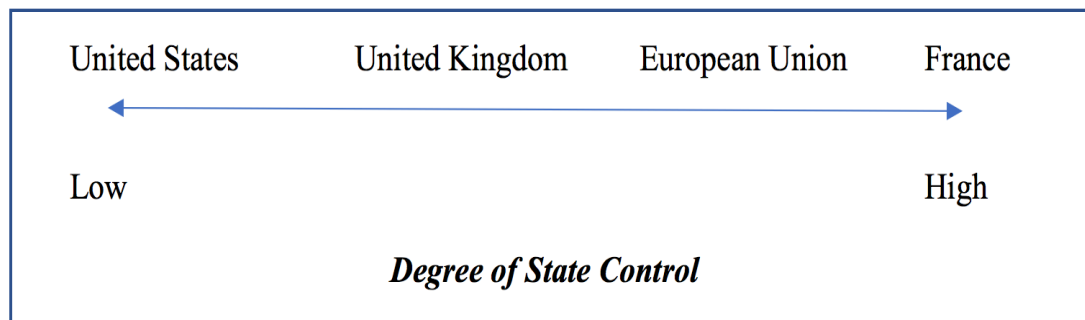 United States United Kingdom European Union France
Low High
Degree of State Control